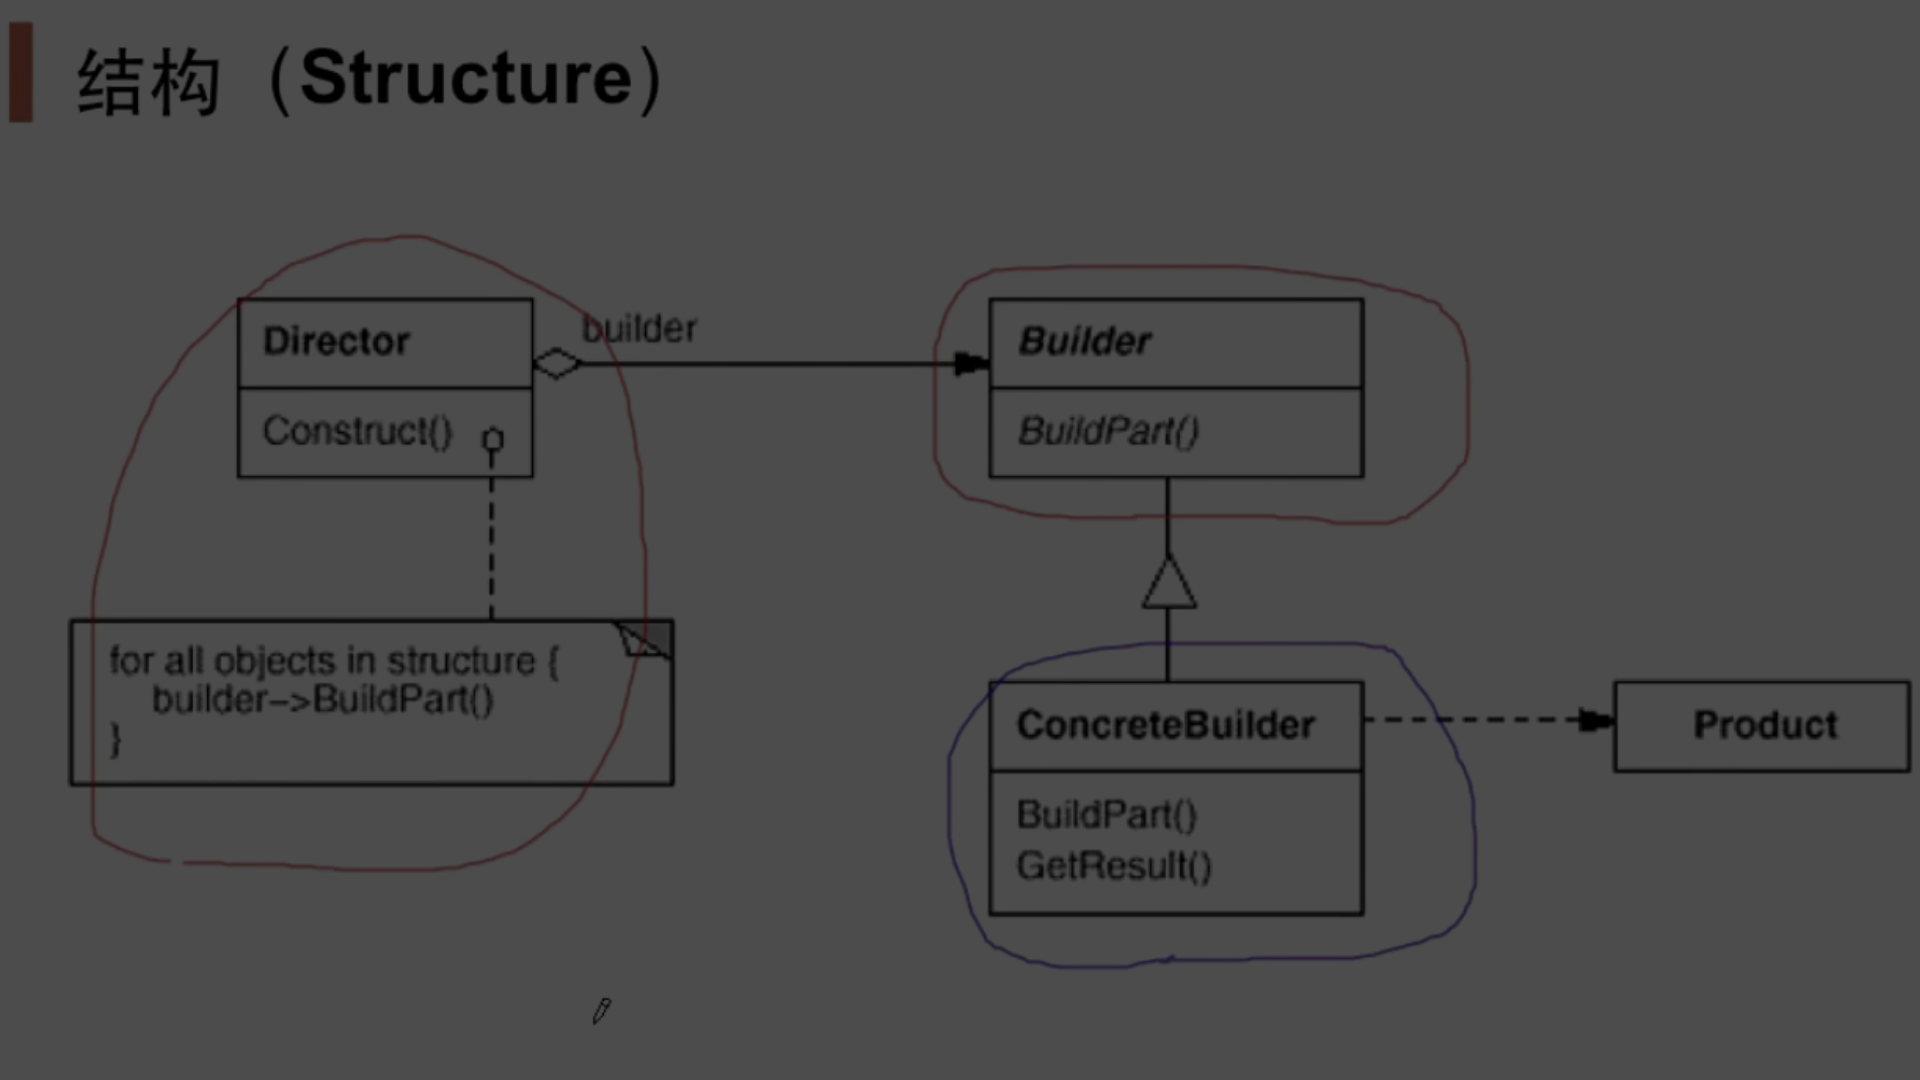 结构（Structure）
Director
builder
Builder
Construct()
BuildPart()
for all objects in structure {
builder–>BuildPart()
}
ConcreteBuilder
Product
BuildPart()
GetResult()